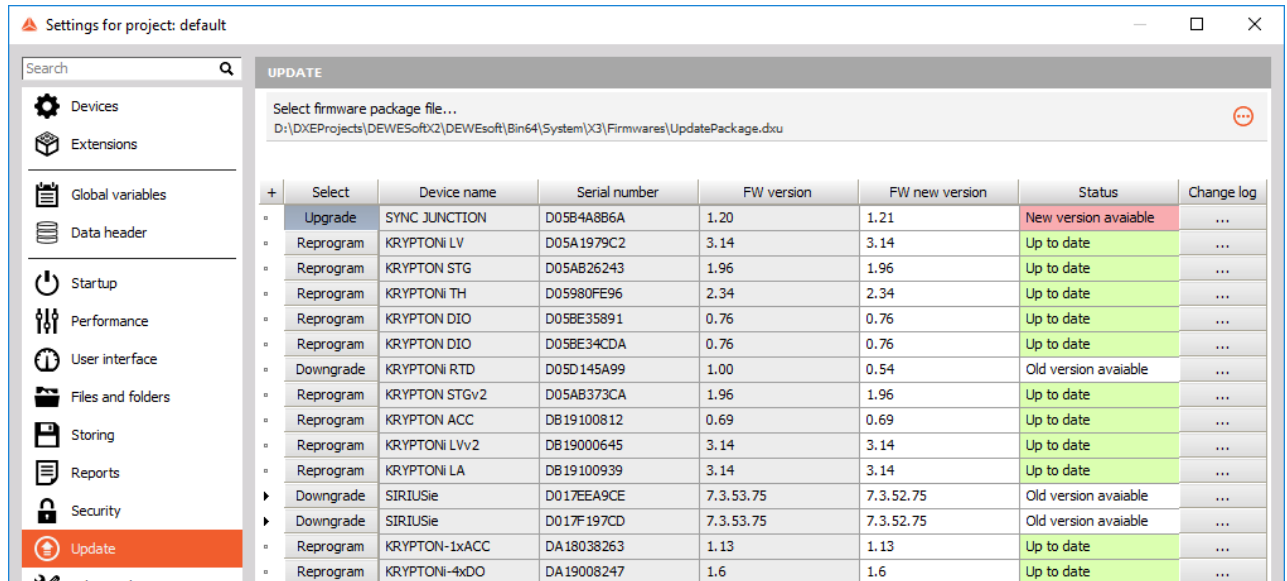 Settings for project: default
Search
Devices
Extensions
Global variables
Data header
Startup
Performance
User interface
Files and folders
Storing
Reports
Security
Update
UPDATE
Select firmware package file...
D:\DXEProjects\DEWESoftX2\DEWEsoft\Bin64\System\X3\Firmwares\UpdatePackage.dxu
+ Select Device name Serial number FW version FW new version Status Change log
Upgrade SYNC JUNCTION D05B4A8B6A 1.20 1.21 New version avaiable ...
Reprogram KRYPTONi LV D05A1979C2 3.14 3.14 Up to date ...
Reprogram KRYPTON STG D05AB26243 1.96 1.96 Up to date ...
Reprogram KRYPTONi TH D05980FE96 2.34 2.34 Up to date ...
Reprogram KRYPTON DIO D05BE35891 0.76 0.76 Up to date ...
Reprogram KRYPTON DIO D05BE34CDA 0.76 0.76 Up to date ...
Downgrade KRYPTONi RTD D05D145A99 1.00 0.54 Old version avaiable ...
Reprogram KRYPTON STGv2 D05AB373CA 1.96 1.96 Up to date ...
Reprogram KRYPTON ACC DB19100812 0.69 0.69 Up to date ...
Reprogram KRYPTONi LVv2 DB19000645 3.14 3.14 Up to date ...
Reprogram KRYPTONi LA DB19100939 3.14 3.14 Up to date ...
Downgrade SIRIUSie D017EEA9CE 7.3.53.75 7.3.52.75 Old version avaiable ...
Downgrade SIRIUSie D017F197CD 7.3.53.75 7.3.52.75 Old version avaiable ...
Reprogram KRYPTON-1xACC DA18038263 1.13 1.13 Up to date ...
Reprogram KRYPTONi-4xDO DA19008247 1.6 1.6 Up to date ...